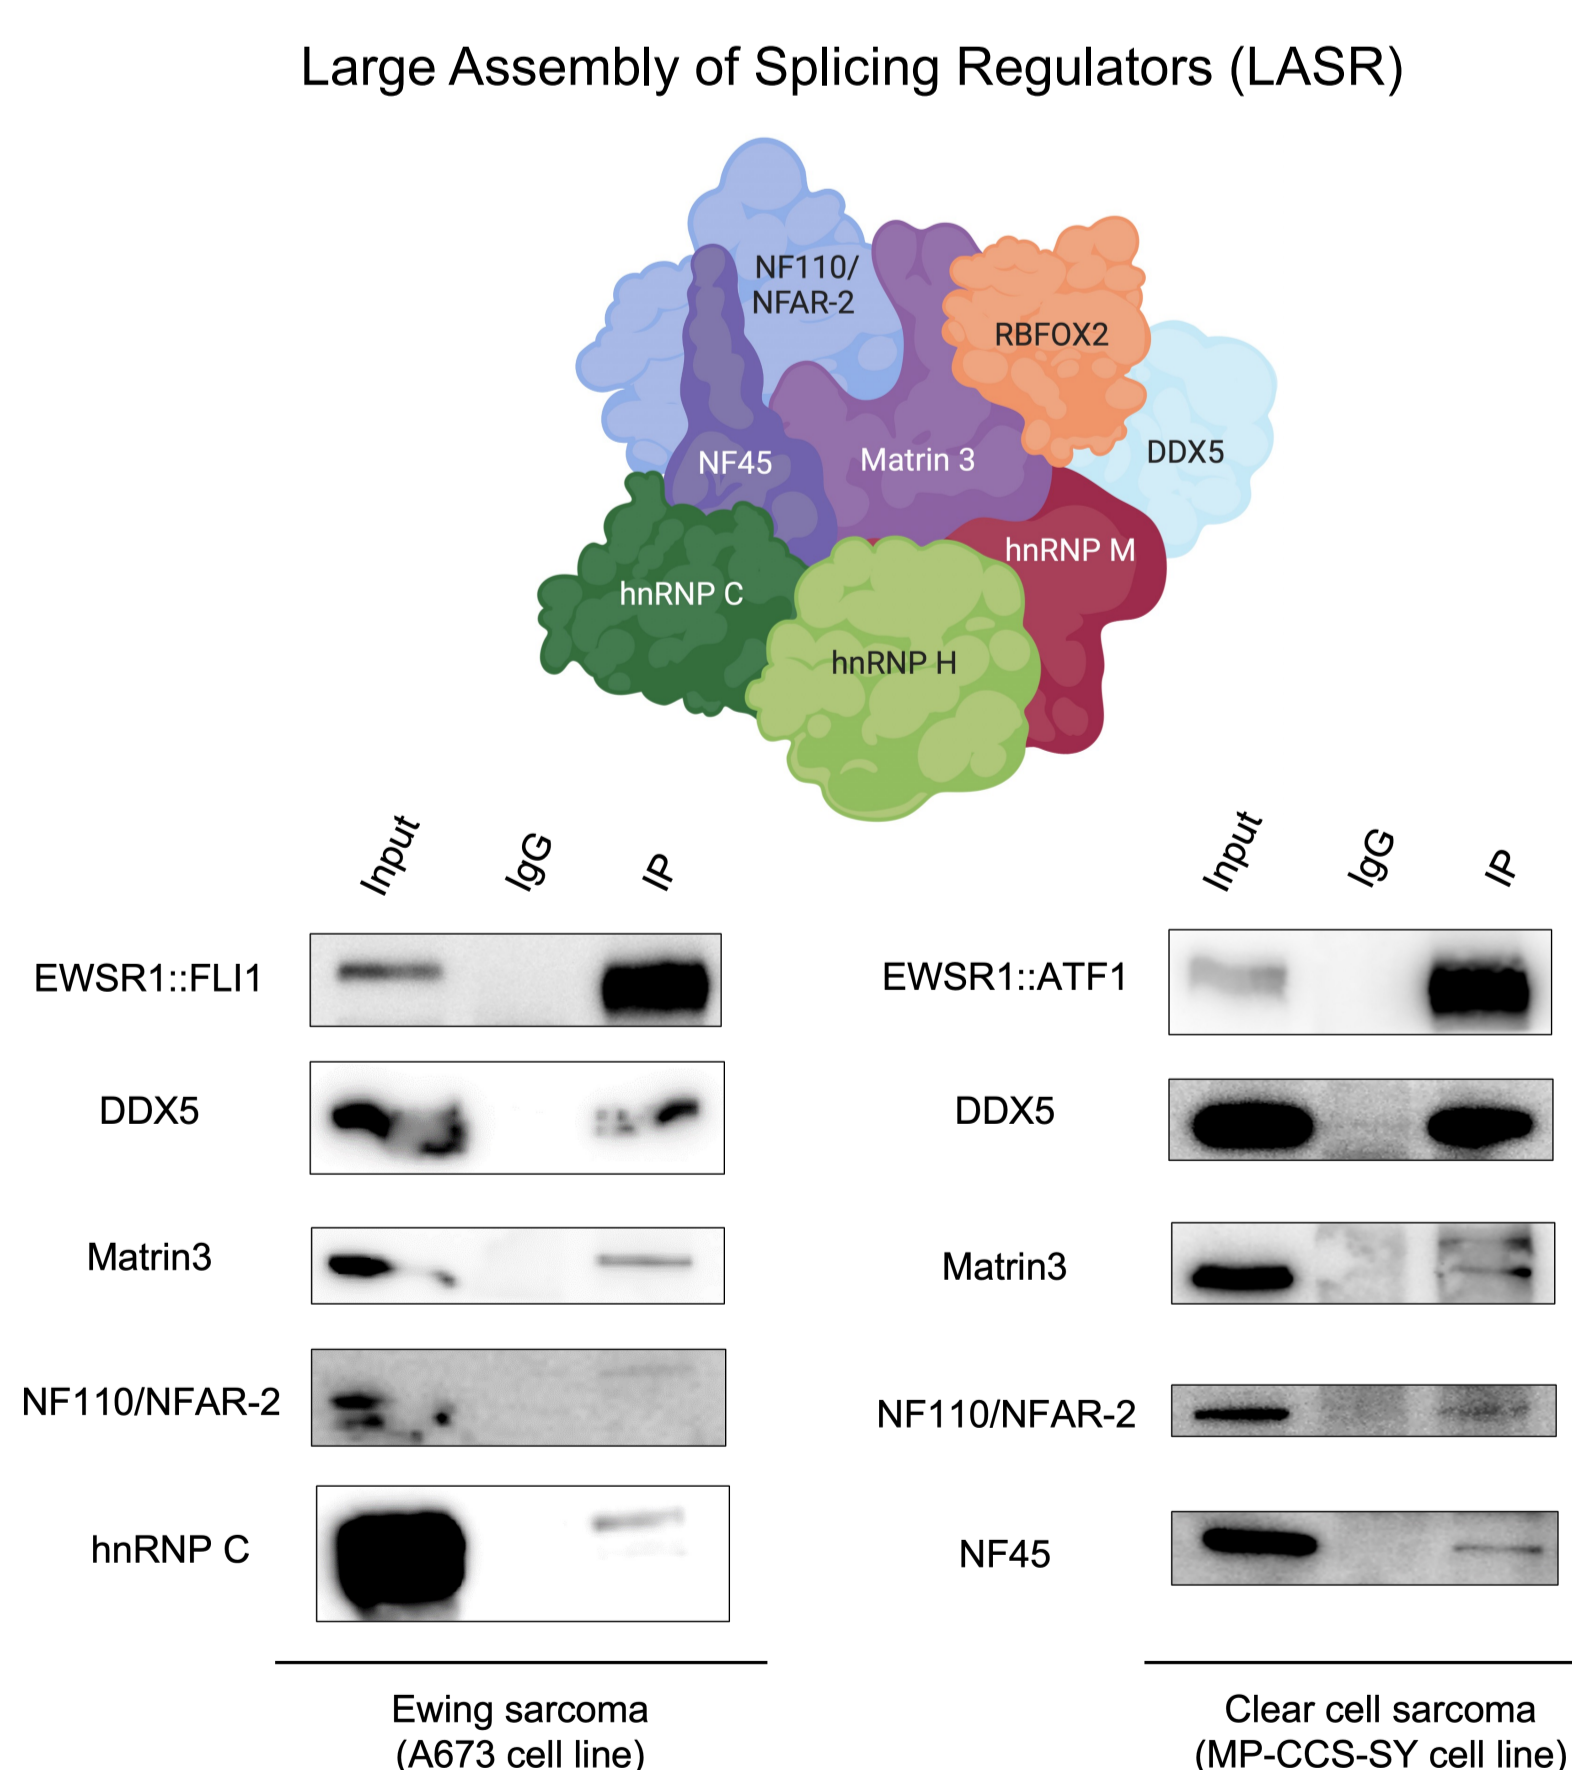 Large Assembly of Splicing Regulators (LASR)
NF110/
NFAR-2
RBFOX2
DDX5
NF45
Matrin 3
hnRNP M
hnRNP C
hnRNP H
Input
IgG
IP
EWSR1::FLI1
DDX5
Matrin3
NF110/NFAR-2
hnRNP C
Ewing sarcoma
(A673 cell line)
Input
IgG
IP
EWSR1::ATF1
DDX5
Matrin3
NF110/NFAR-2
NF45
Clear cell sarcoma
(MP-CCS-SY cell line)